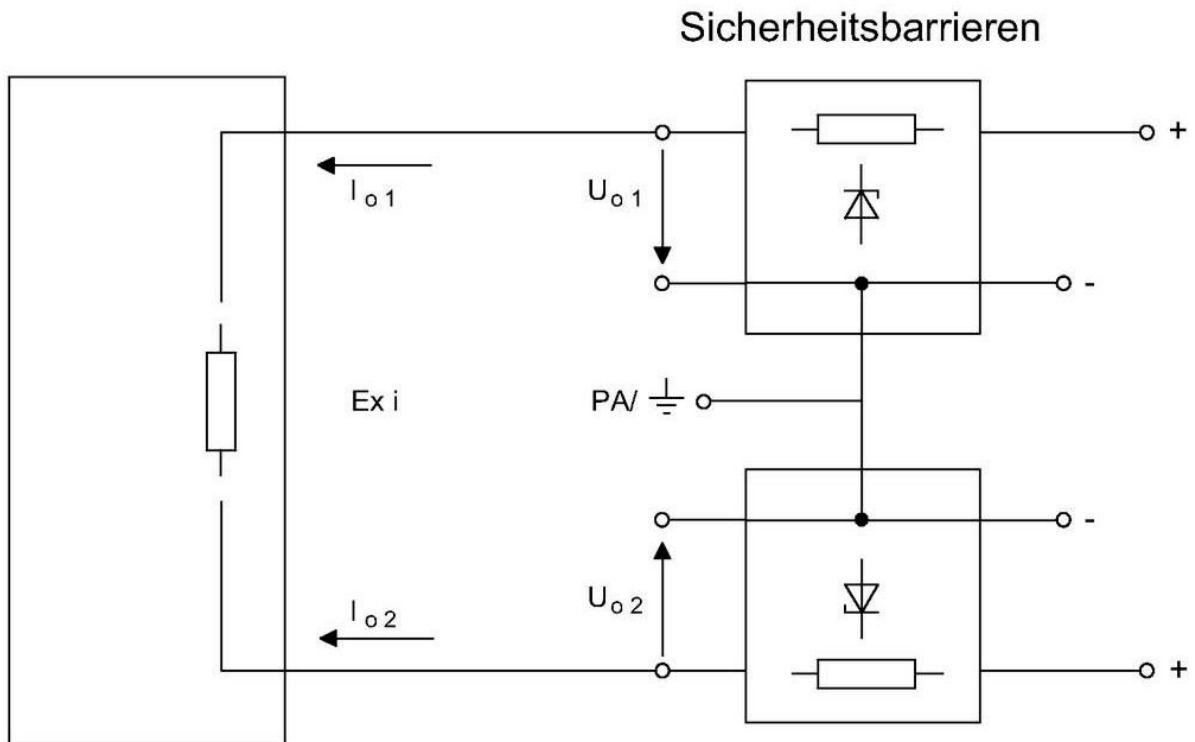 Sicherheitsbarrieren
+
I o 1
U o 1
-
Ex i
PA/
-
I o 2
U o 2
+